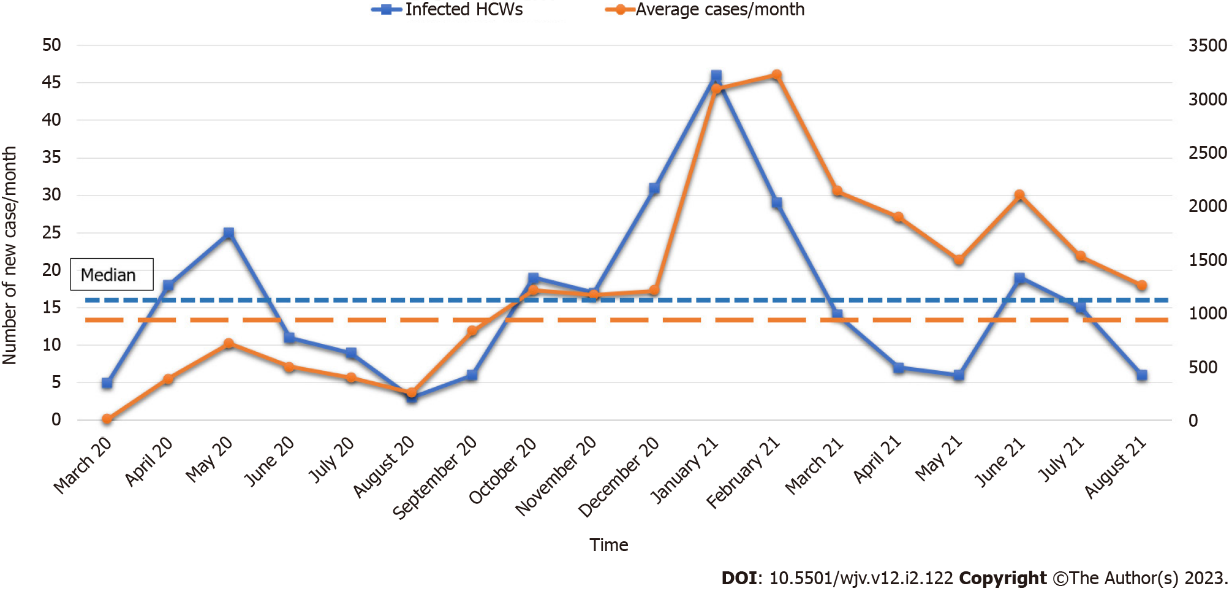 Infected HCWs Average cases/month
Number of new case/month
50
45
40
35
30
25
20
15
10
5
0
Median
3500
3000
2500
2000
1500
1000
500
0
March 20
April 20
May 20
June 20
July 20
August 20
September 20
October 20
November 20
December 20
January 21
February 21
March 21
April 21
May 21
June 21
July 21
August 21
Time
DOI: 10.5501/wjv.v12.i2.122 Copyright ©The Author(s) 2023.